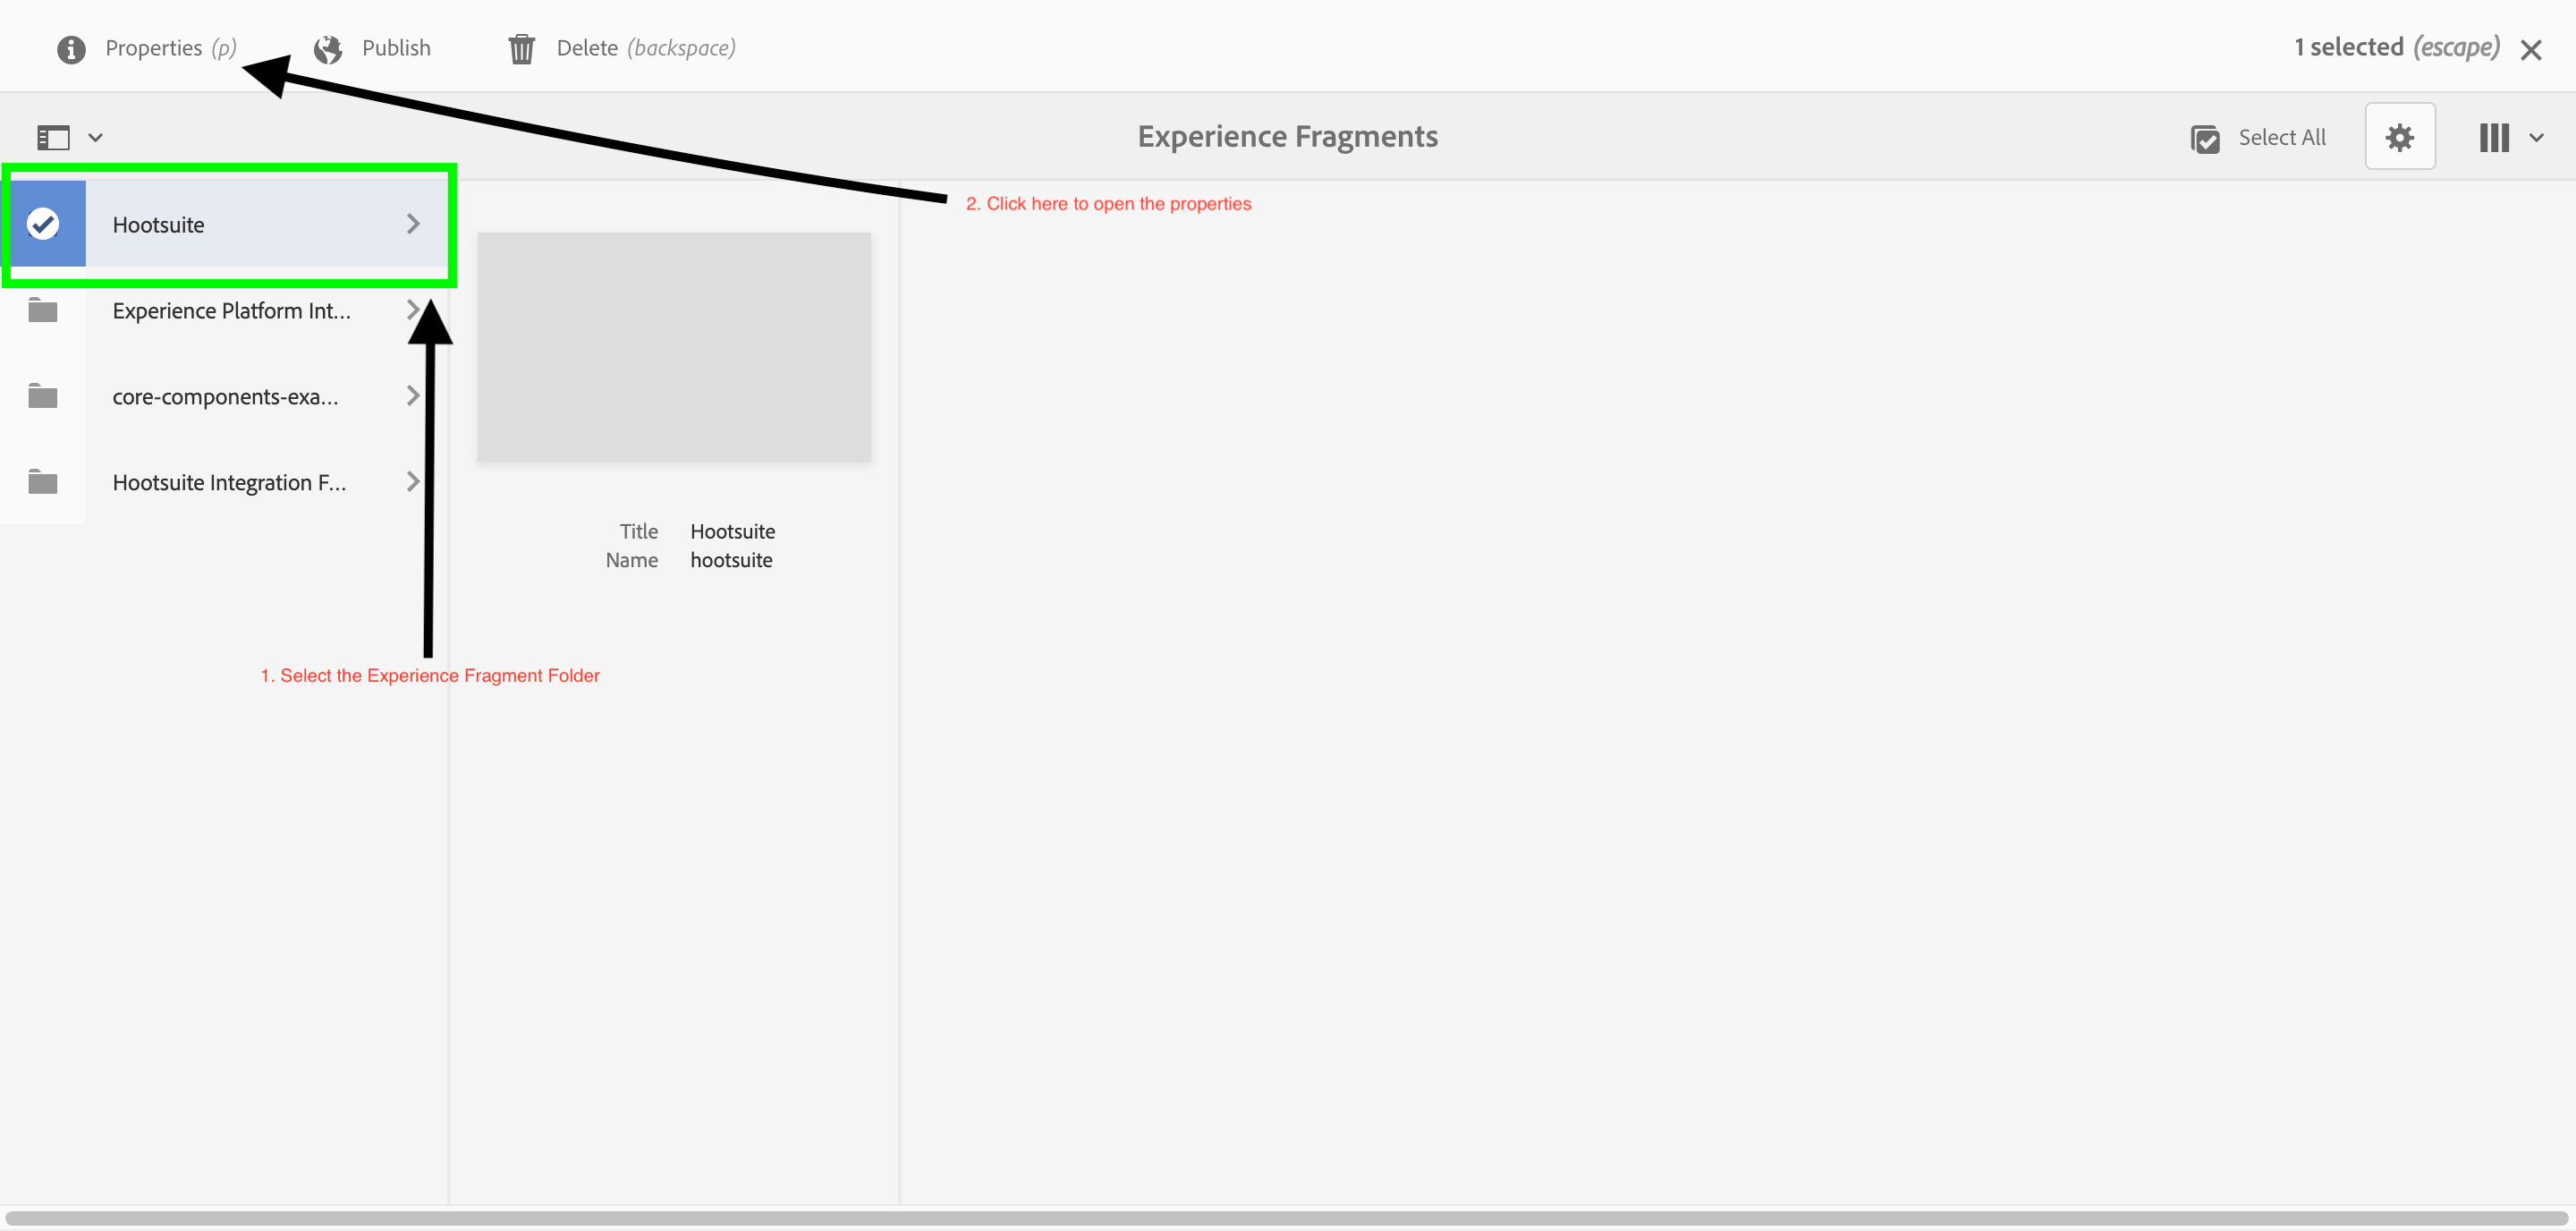 Properties (p) Publish Delete (backspace) 1 selected (escape)
Experience Fragments Select All
Hootsuite
2. Click here to open the properties
Experience Platform Int...
core-components-exa...
Hootsuite Integration F...
Title Hootsuite
Name hootsuite
1. Select the Experience Fragment Folder